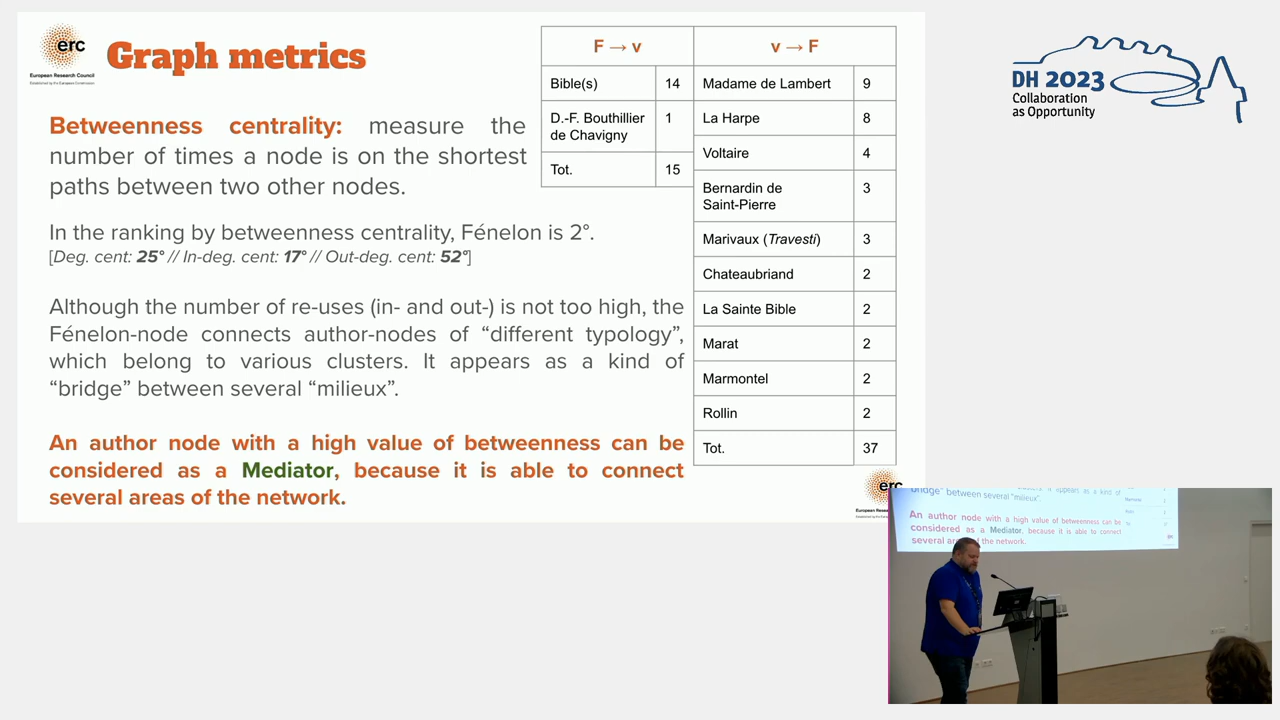 erc
European Research Council
Established by the European Commission
Graph metrics
Betweenness centrality: measure the
number of times a node is on the shortest
paths between two other nodes.
In the ranking by betweenness centrality, Fénelon is 2°.
[Deg. cent: 25° // In-deg. cent: 17° // Out-deg. cent: 52°]
Although the number of re-uses (in- and out-) is not too high, the
Fénelon-node connects author-nodes of “different typology”,
which belong to various clusters. It appears as a kind of
“bridge” between several “milieux”.
An author node with a high value of betweenness can be
considered as a Mediator, because it is able to connect
several areas of the network.
F → v
Bible(s) 14
D.-F. Bouthillier
de Chavigny 1
Tot. 15
v → F
Madame de Lambert 9
La Harpe 8
Voltaire 4
Bernardin de
Saint-Pierre 3
Marivaux (Travesti) 3
Chateaubriand 2
La Sainte Bible 2
Marat 2
Marmontel 2
Rollin 2
Tot. 37
erc
European Rese
DH 2023
Collaboration
as Opportunity
"bridge" between several "milieux".
An author node with a high value of betweenness can be
considered as a Mediator, because it is able to connect
the network.